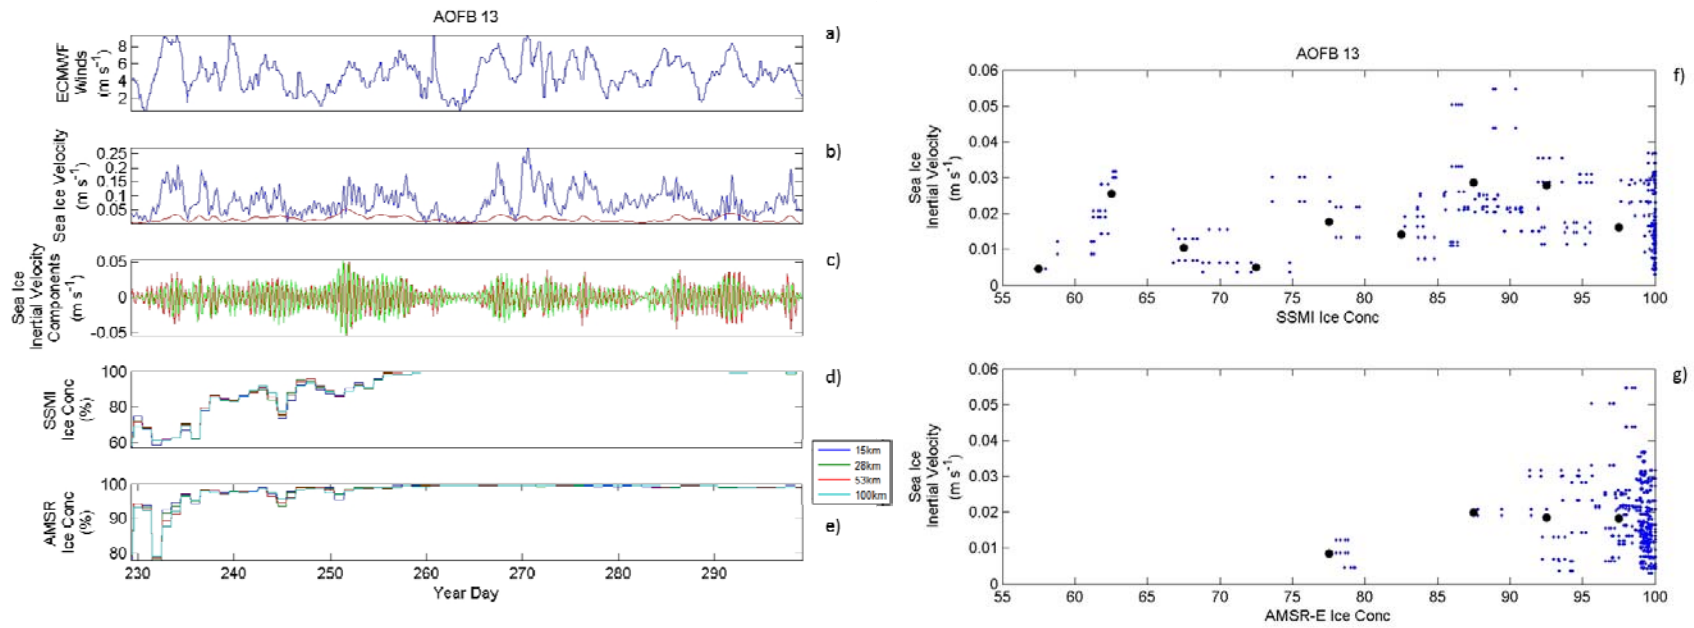 AOFB 13
a)
ECMWF
Winds
(m s-1)
8
6
4
2
b)
Sea Ice Velocity
(m s-1)
0.25
0.2
0.15
0.1
0.05
c)
Sea Ice
Inertial Velocity
Components
(m s-1)
0.05
0
-0.05
d)
SSMI
Ice Conc
(%)
100
80
60
e)
AMSR
Ice Conc
(%)
100
90
80
230 240 250 260 270 280 290
Year Day
15km
28km
53km
100km
AOFB 13
f)
Sea Ice
Inertial Velocity
(m s-1)
0.06
0.05
0.04
0.03
0.02
0.01
0
55 60 65 70 75 80 85 90 95 100
SSMI Ice Conc
g)
Sea Ice
Inertial Velocity
(m s-1)
0.06
0.05
0.04
0.03
0.02
0.01
0
55 60 65 70 75 80 85 90 95 100
AMSR-E Ice Conc